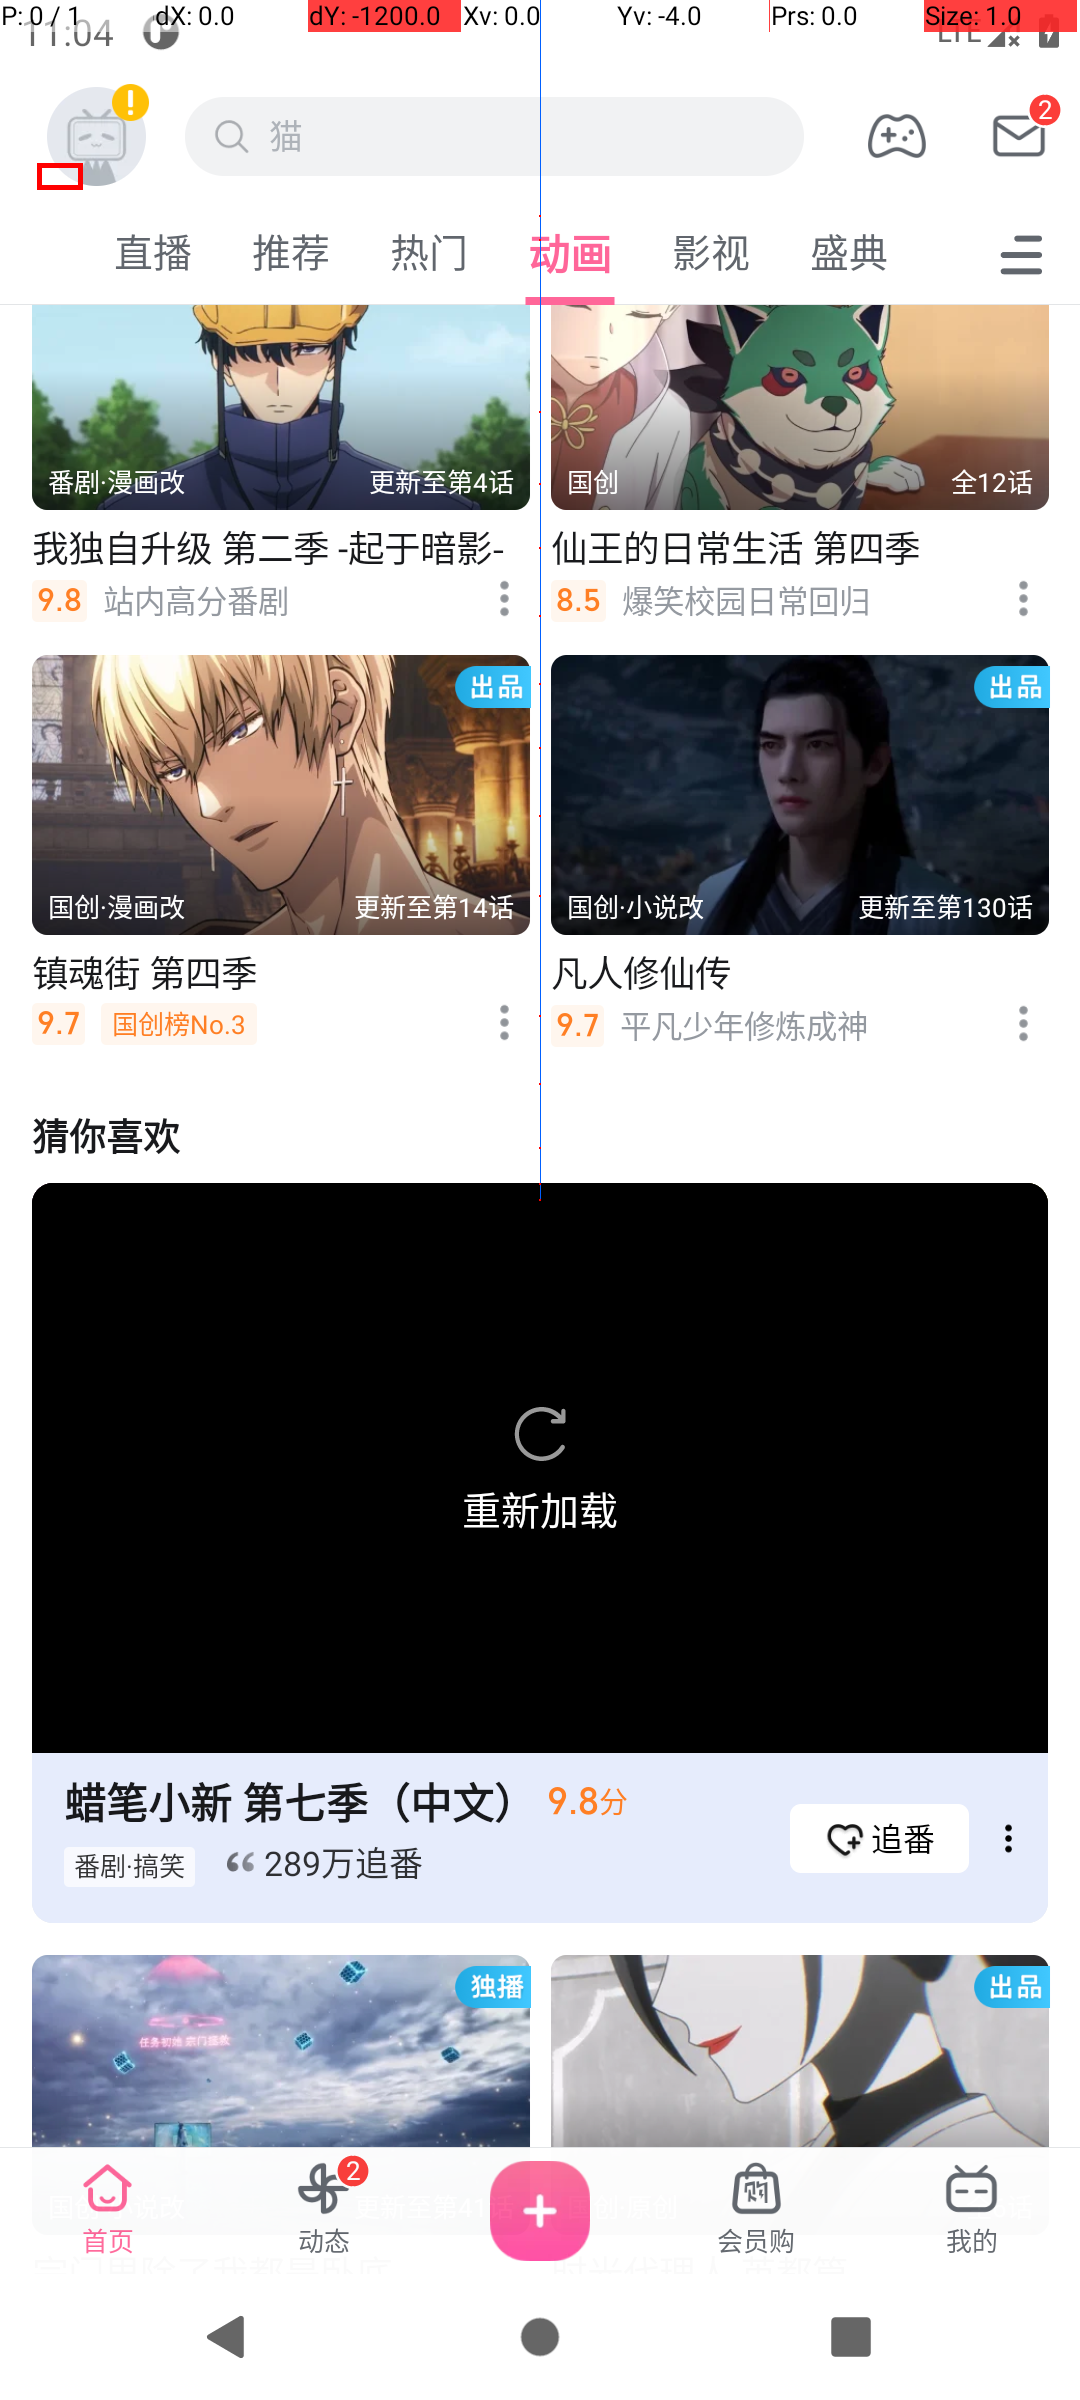 P: 0 / 1 dX: 0.0 dY: -1200.0 Xv: 0.0 Yv: -4.0 Prs: 0.0 Size: 1.0
11:04 LTE
猫
2
直播 推荐 热门 动画 影视 盛典
番剧·漫画改 更新至第4话
国创 全12话
我独自升级 第二季 -起于暗影-
仙王的日常生活 第四季
9.8 站内高分番剧
8.5 爆笑校园日常回归
出品
出品
国创·漫画改 更新至第14话
国创·小说改 更新至第130话
镇魂街 第四季
凡人修仙传
9.7 国创榜No.3
9.7 平凡少年修炼成神
猜你喜欢
重新加载
蜡笔小新 第七季（中文） 9.8分
番剧·搞笑 289万追番
追番
独播
出品
2
首页 动态 会员购 我的